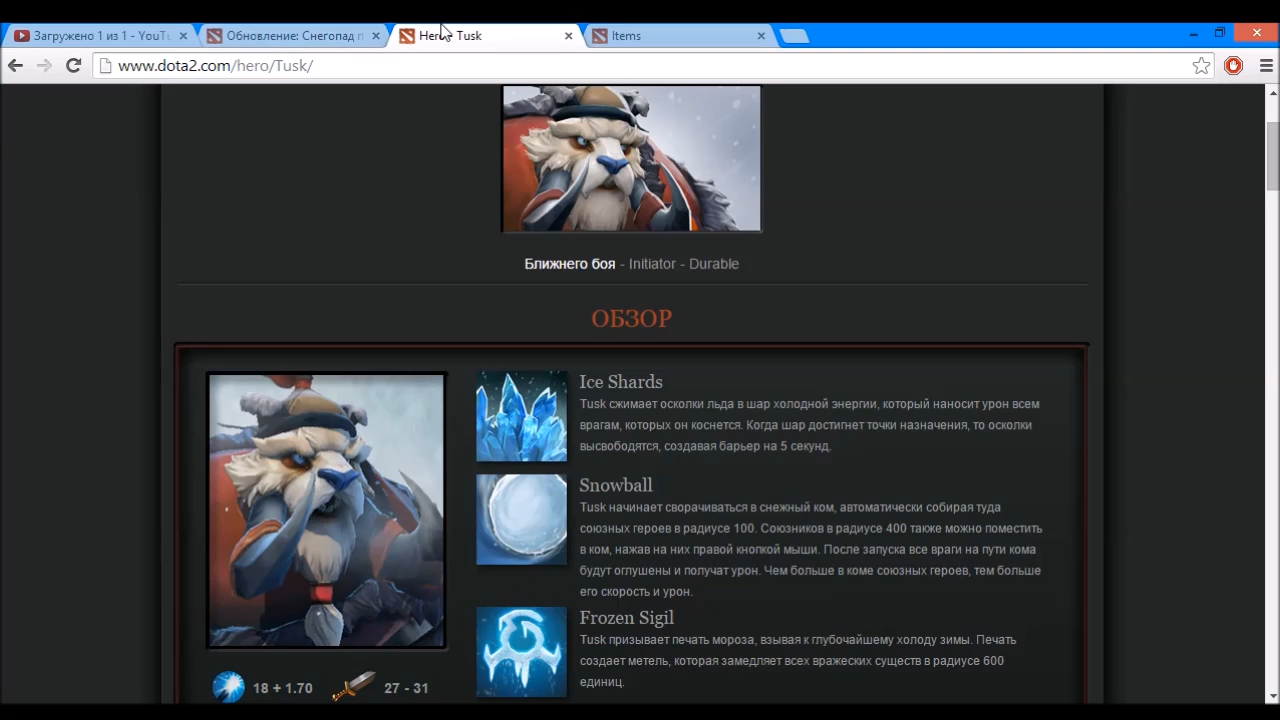 Загружено 1 из 1 - YouTu
Обновление: Снегопад п
Hero: Tusk
Items
www.dota2.com/hero/Tusk/
Ближнего боя - Initiator - Durable
ОБЗОР
Ice Shards
Tusk сжимает осколки льда в шар холодной энергии, который наносит урон всем
врагам, которых он коснется. Когда шар достигнет точки назначения, то осколки
высвободятся, создавая барьер на 5 секунд.
Snowball
Tusk начинает сворачиваться в снежный ком, автоматически собирая туда
союзных героев в радиусе 100. Союзников в радиусе 400 также можно поместить
в ком, нажав на них правой кнопкой мыши. После запуска все враги на пути кома
будут оглушены и получат урон. Чем больше в коме союзных героев, тем больше
его скорость и урон.
Frozen Sigil
Tusk призывает печать мороза, взывая к глубочайшему холоду зимы. Печать
создает метель, которая замедляет всех вражеских существ в радиусе 600
единиц.
18 + 1.70
27 - 31